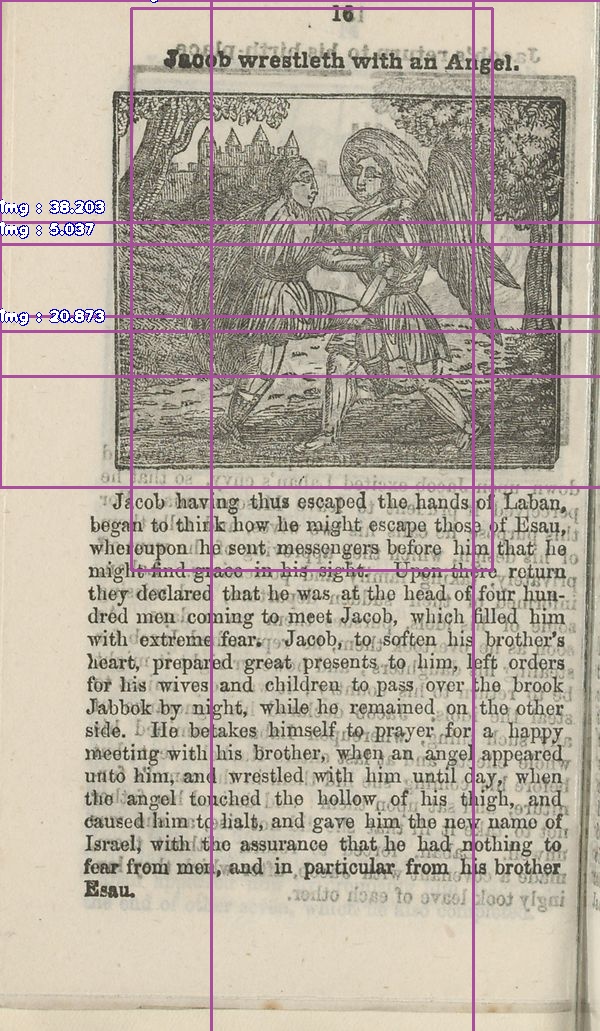 16
Jacob wrestleth with an Angel.
img : 38.203
img : 5.037
img : 20.873
Jacob having thus escaped the hands of Laban,
began to think how he might escape those of Esau,
whereupon he sent messengers before him that he
might find grace in his sight. Upon there return
they declared that he was at the head of four hun-
dred men coming to meet Jacob, which filled him
with extreme fear. Jacob, to soften his brother's
heart, prepared great presents to him, left orders
for his wives and children to pass over the brook
Jabbok by night, while he remained on the other
side. He betakes himself to prayer for a happy
meeting with his brother, when an angel appeared
unto him, and wrestled with him until day, when
the angel touched the hollow of his thigh, and
caused him to halt, and gave him the new name of
Israel, with the assurance that he had nothing to
fear from men, and in particular from his brother
Esau.